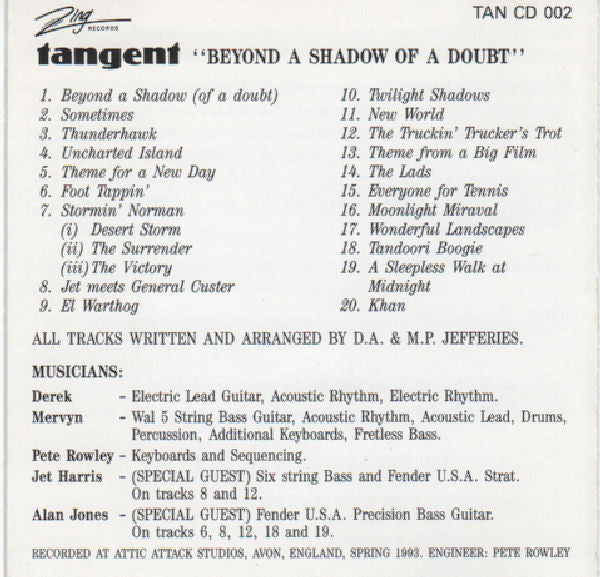 Zing
RECORDS
TAN CD 002
tangent "BEYOND A SHADOW OF A DOUBT"
1. Beyond a Shadow (of a doubt)
2. Sometimes
3. Thunderhawk
4. Uncharted Island
5. Theme for a New Day
6. Foot Tappin'
7. Stormin' Norman
(i) Desert Storm
(ii) The Surrender
(iii) The Victory
8. Jet meets General Custer
9. El Warthog
10. Twilight Shadows
11. New World
12. The Truckin' Trucker's Trot
13. Theme from a Big Film
14. The Lads
15. Everyone for Tennis
16. Moonlight Miraval
17. Wonderful Landscapes
18. Tandoori Boogie
19. A Sleepless Walk at
Midnight
20. Khan
ALL TRACKS WRITTEN AND ARRANGED BY D.A. & M.P. JEFFERIES.
MUSICIANS:
Derek – Electric Lead Guitar, Acoustic Rhythm, Electric Rhythm.
Mervyn – Wal 5 String Bass Guitar, Acoustic Rhythm, Acoustic Lead, Drums,
Percussion, Additional Keyboards, Fretless Bass.
Pete Rowley – Keyboards and Sequencing.
Jet Harris – (SPECIAL GUEST) Six string Bass and Fender U.S.A. Strat.
On tracks 8 and 12.
Alan Jones – (SPECIAL GUEST) Fender U.S.A. Precision Bass Guitar.
On tracks 6, 8, 12, 18 and 19.
RECORDED AT ATTIC ATTACK STUDIOS, AVON, ENGLAND, SPRING 1993. ENGINEER: PETE ROWLEY